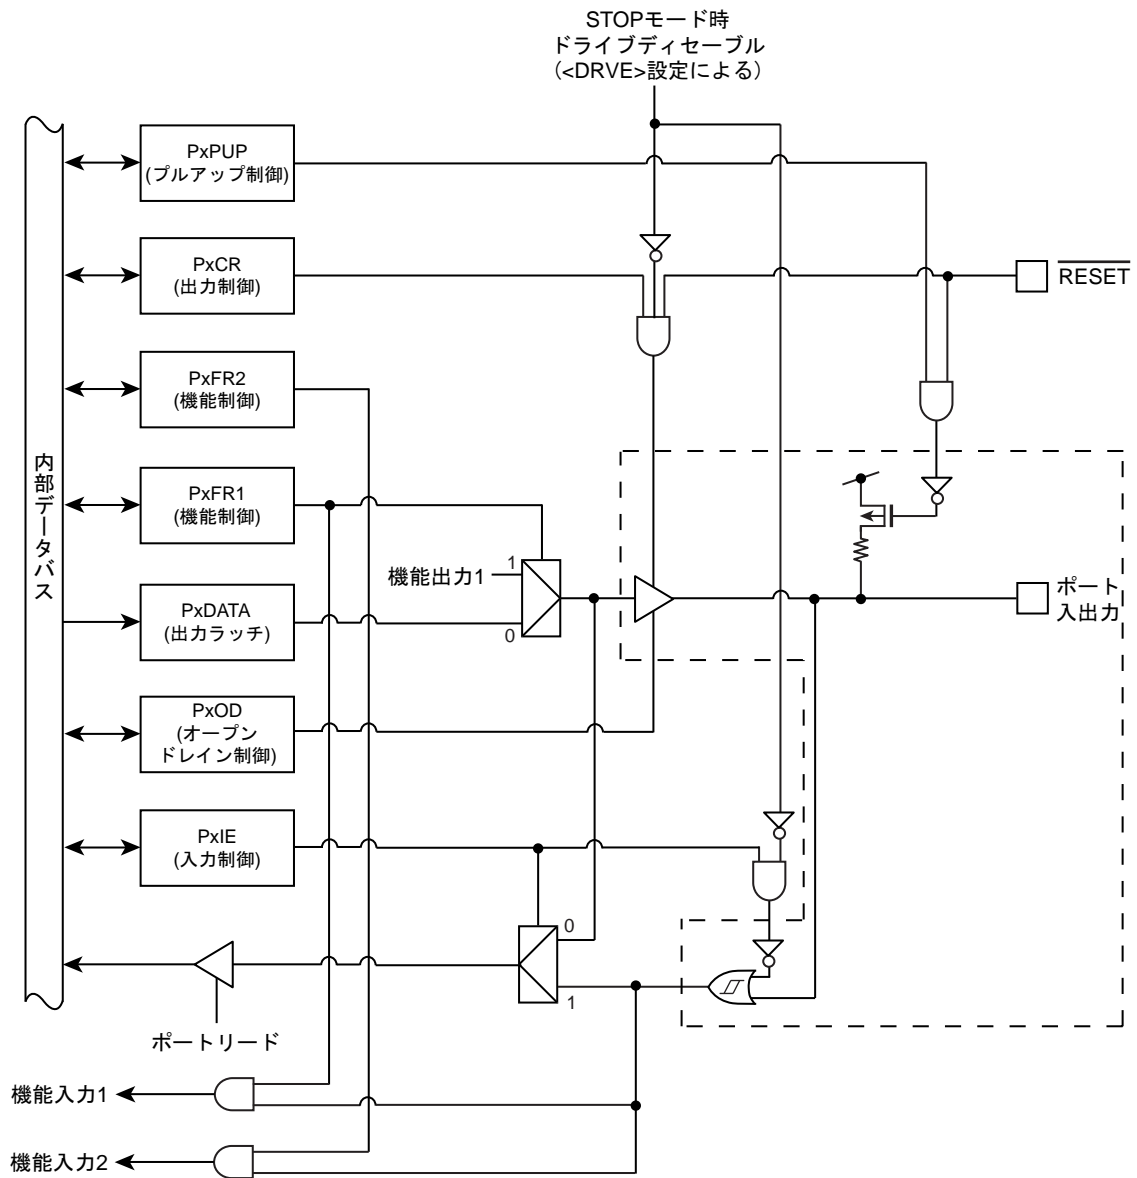 STOPモード時
ドライブディセーブル
(<DRVE>設定による)
PxPUP
(プルアップ制御)
PxCR
(出力制御)
RESET
PxFR2
(機能制御)
内部データバス
PxFR1
(機能制御)
機能出力1
1
0
PxDATA
(出力ラッチ)
ポート
入出力
PxOD
(オープン
ドレイン制御)
PxIE
(入力制御)
0
1
ポートリード
機能入力1
機能入力2